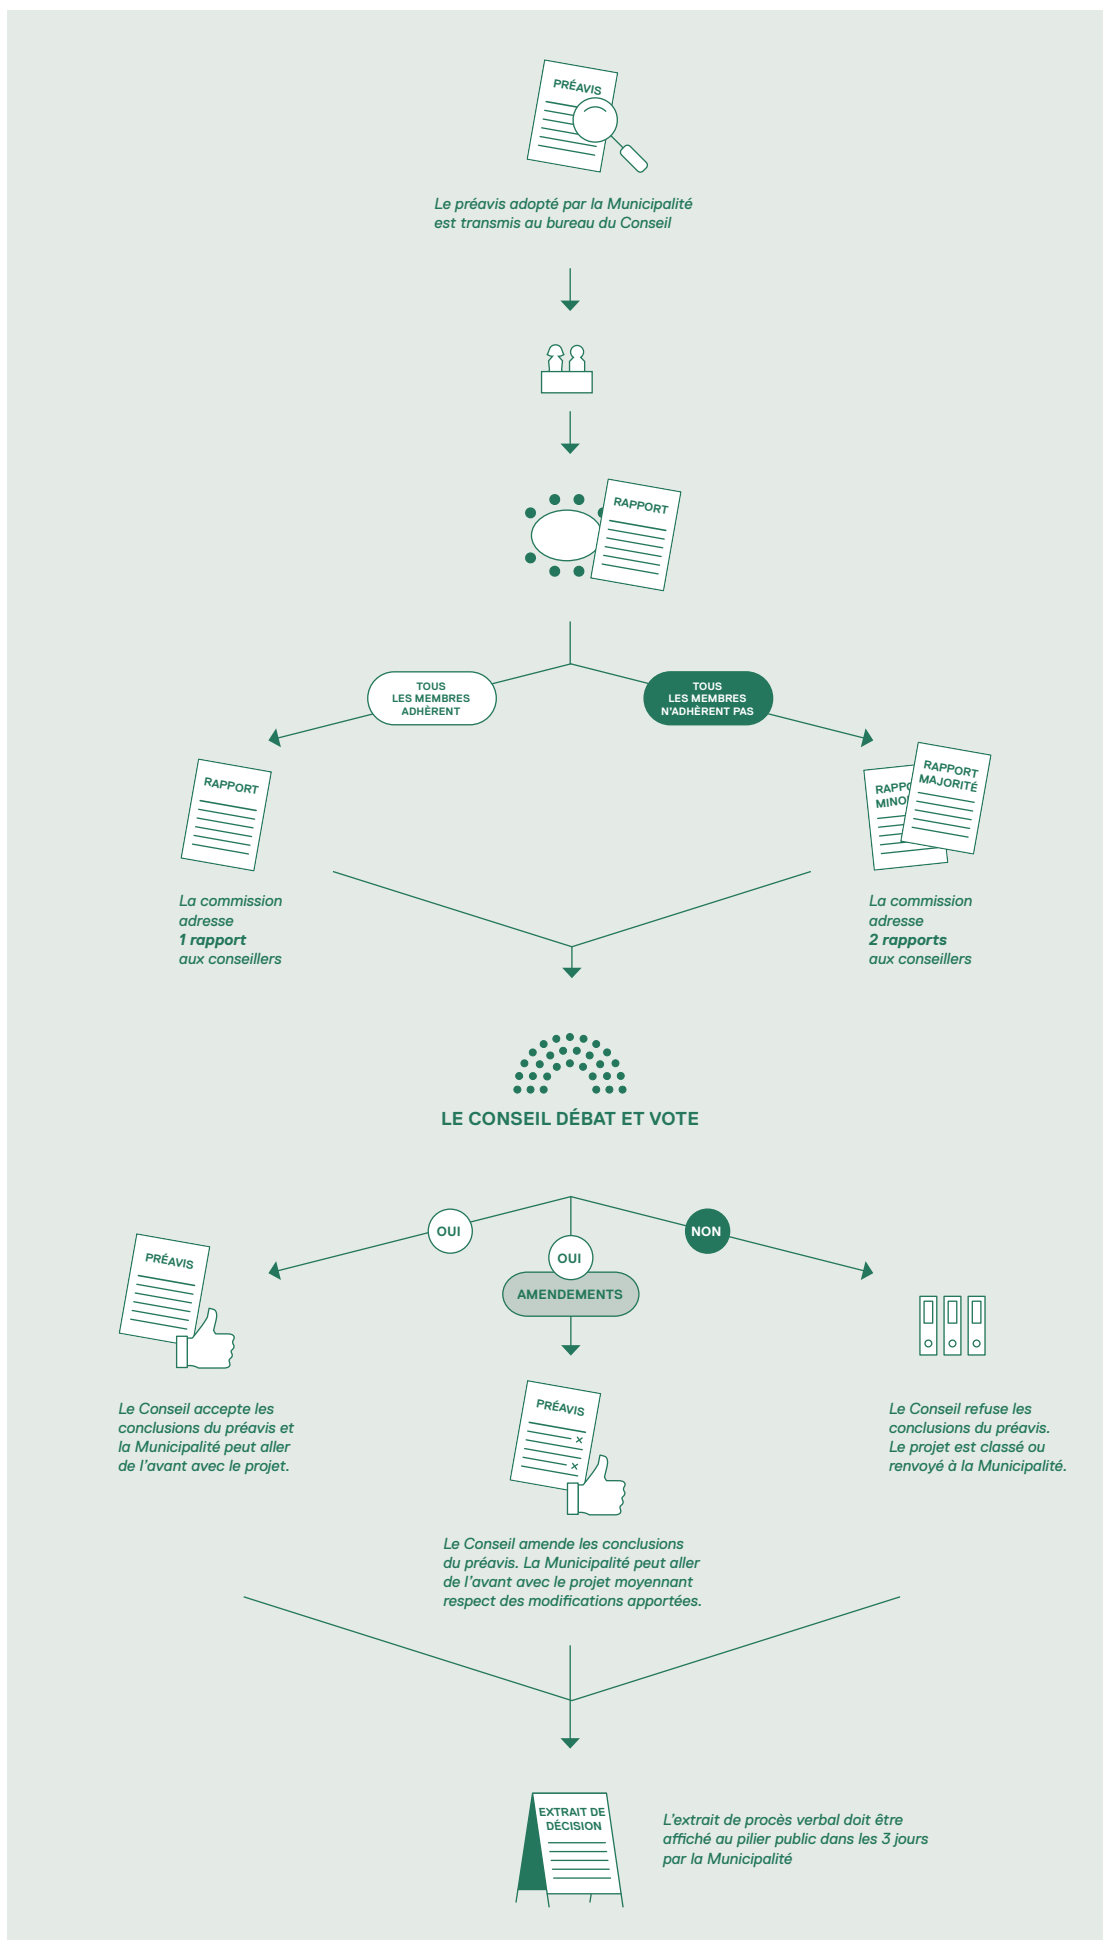 PRÉAVIS
Le préavis adopté par la Municipalité
est transmis au bureau du Conseil
RAPPORT
TOUS
LES MEMBRES
ADHÈRENT
TOUS
LES MEMBRES
N'ADHÈRENT PAS
RAPPORT
RAPPORT
MAJORITÉ
La commission
adresse
1 rapport
aux conseillers
La commission
adresse
2 rapports
aux conseillers
LE CONSEIL DÉBAT ET VOTE
OUI
OUI
AMENDEMENTS
NON
PRÉAVIS
Le Conseil accepte les
conclusions du préavis et
la Municipalité peut aller
de l'avant avec le projet.
PRÉAVIS
Le Conseil amende les conclusions
du préavis. La Municipalité peut aller
de l'avant avec le projet moyennant
respect des modifications apportées.
Le Conseil refuse les
conclusions du préavis.
Le projet est classé ou
renvoyé à la Municipalité.
EXTRAIT DE
DÉCISION
L'extrait de procès verbal doit être
affiché au pilier public dans les 3 jours
par la Municipalité